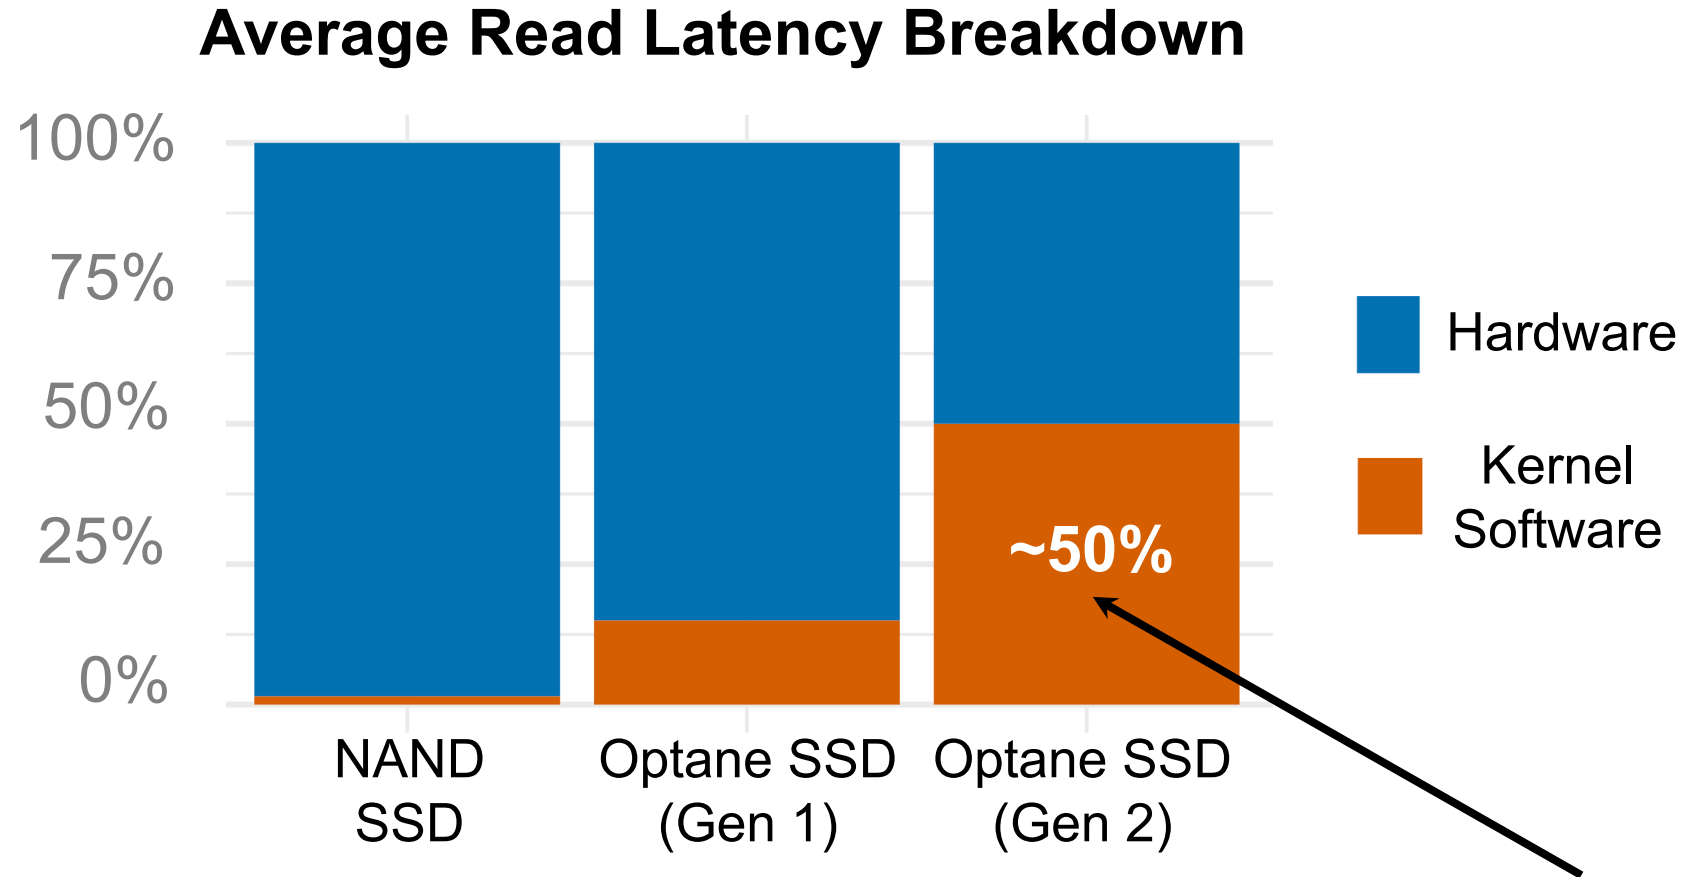 Average Read Latency Breakdown
100%
75%
50%
25%
0%
~50%
NAND
SSD
Optane SSD
(Gen 1)
Optane SSD
(Gen 2)
Hardware
Kernel
Software